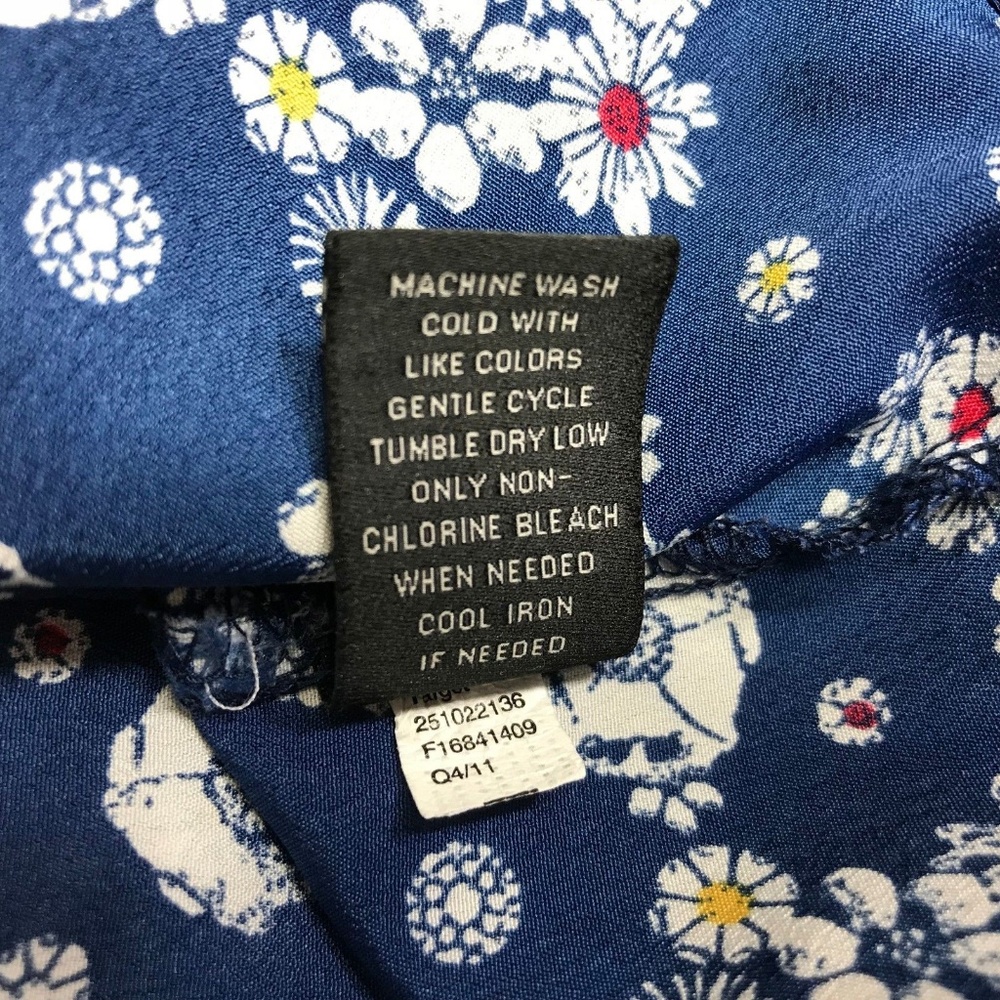 MACHINE WASH
COLD WITH
LIKE COLORS
GENTLE CYCLE
TUMBLE DRY LOW
ONLY NON-
CHLORINE BLEACH
WHEN NEEDED
COOL IRON
IF NEEDED
Target
251022136
F16841409
Q4/11